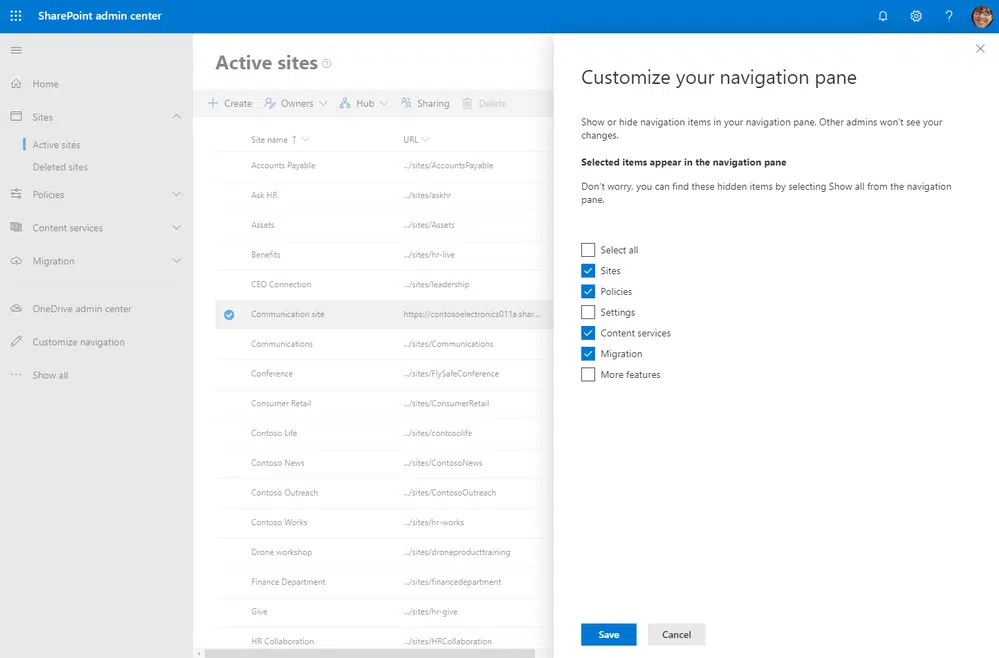 SharePoint admin center
?
Home
Sites
Active sites
Deleted sites
Policies
Content services
Migration
OneDrive admin center
Customize navigation
Show all
Active sites
Create Owners Hub Sharing Delete
Site name ↑ URL
Accounts Payable .../sites/AccountsPayable
Ask HR .../sites/askhr
Assets .../sites/Assets
Benefits .../sites/hr-live
CEO Connection .../sites/leadership
Communication site https://contosoelectronics011a.shar...
Communications .../sites/Communications
Conference .../sites/FlySafeConference
Consumer Retail .../sites/ConsumerRetail
Contoso Life .../sites/contosolife
Contoso News .../sites/ContosoNews
Contoso Outreach .../sites/ContosoOutreach
Contoso Works .../sites/hr-works
Drone workshop .../sites/droneproducttraining
Finance Department .../sites/financedepartment
Give .../sites/hr-give
HR Collaboration .../sites/HRCollaboration
Customize your navigation pane
Show or hide navigation items in your navigation pane. Other admins won't see your
changes.
Selected items appear in the navigation pane
Don't worry, you can find these hidden items by selecting Show all from the navigation
pane.
Select all
Sites
Policies
Settings
Content services
Migration
More features
Save Cancel